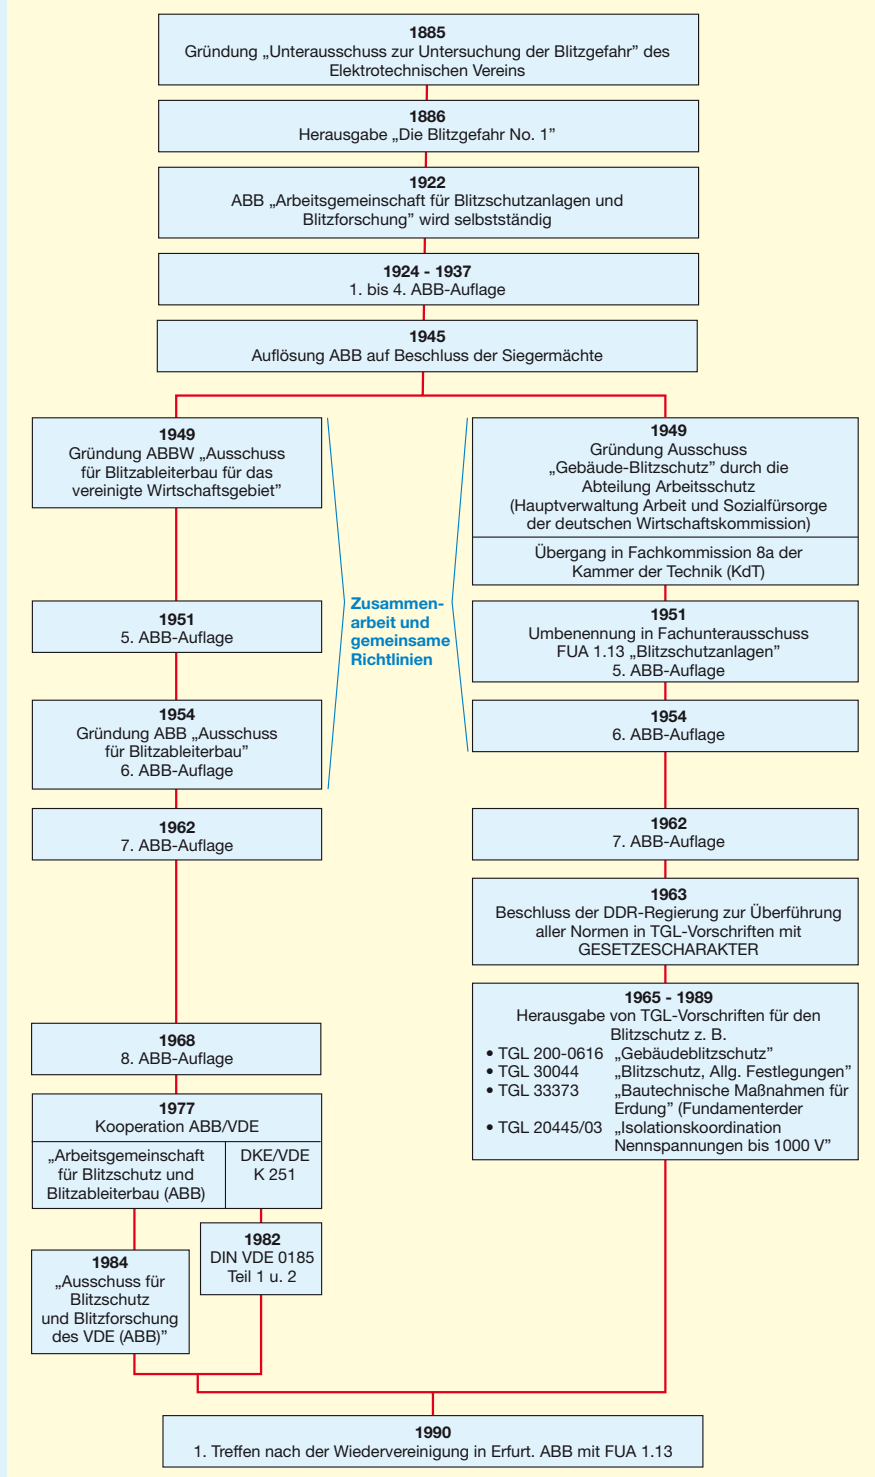 1885
Gründung „Unterausschuss zur Untersuchung der Blitzgefahr” des
Elektrotechnischen Vereins
1886
Herausgabe „Die Blitzgefahr No. 1”
1922
ABB „Arbeitsgemeinschaft für Blitzschutzanlagen und
Blitzforschung” wird selbstständig
1924 - 1937
1. bis 4. ABB-Auflage
1945
Auflösung ABB auf Beschluss der Siegermächte
1949
Gründung ABBW „Ausschuss
für Blitzableiterbau für das
vereinigte Wirtschaftsgebiet”
1951
5. ABB-Auflage
1954
Gründung ABB „Ausschuss
für Blitzableiterbau”
6. ABB-Auflage
1962
7. ABB-Auflage
1968
8. ABB-Auflage
1977
Kooperation ABB/VDE
„Arbeitsgemeinschaft
für Blitzschutz und
Blitzableiterbau (ABB)
DKE/VDE
K 251
1984
„Ausschuss für
Blitzschutz
und Blitzforschung
des VDE (ABB)”
1982
DIN VDE 0185
Teil 1 u. 2
Zusammen-
arbeit und
gemeinsame
Richtlinien
1949
Gründung Ausschuss
„Gebäude-Blitzschutz” durch die
Abteilung Arbeitsschutz
(Hauptverwaltung Arbeit und Sozialfürsorge
der deutschen Wirtschaftskommission)
Übergang in Fachkommission 8a der
Kammer der Technik (KdT)
1951
Umbenennung in Fachunterausschuss
FUA 1.13 „Blitzschutzanlagen”
5. ABB-Auflage
1954
6. ABB-Auflage
1962
7. ABB-Auflage
1963
Beschluss der DDR-Regierung zur Überführung
aller Normen in TGL-Vorschriften mit
GESETZESCHARAKTER
1965 - 1989
Herausgabe von TGL-Vorschriften für den
Blitzschutz z. B.
• TGL 200-0616 „Gebäudeblitzschutz”
• TGL 30044 „Blitzschutz, Allg. Festlegungen”
• TGL 33373 „Bautechnische Maßnahmen für
Erdung” (Fundamenterder
• TGL 20445/03 „Isolationskoordination
Nennspannungen bis 1000 V”
1990
1. Treffen nach der Wiedervereinigung in Erfurt. ABB mit FUA 1.13